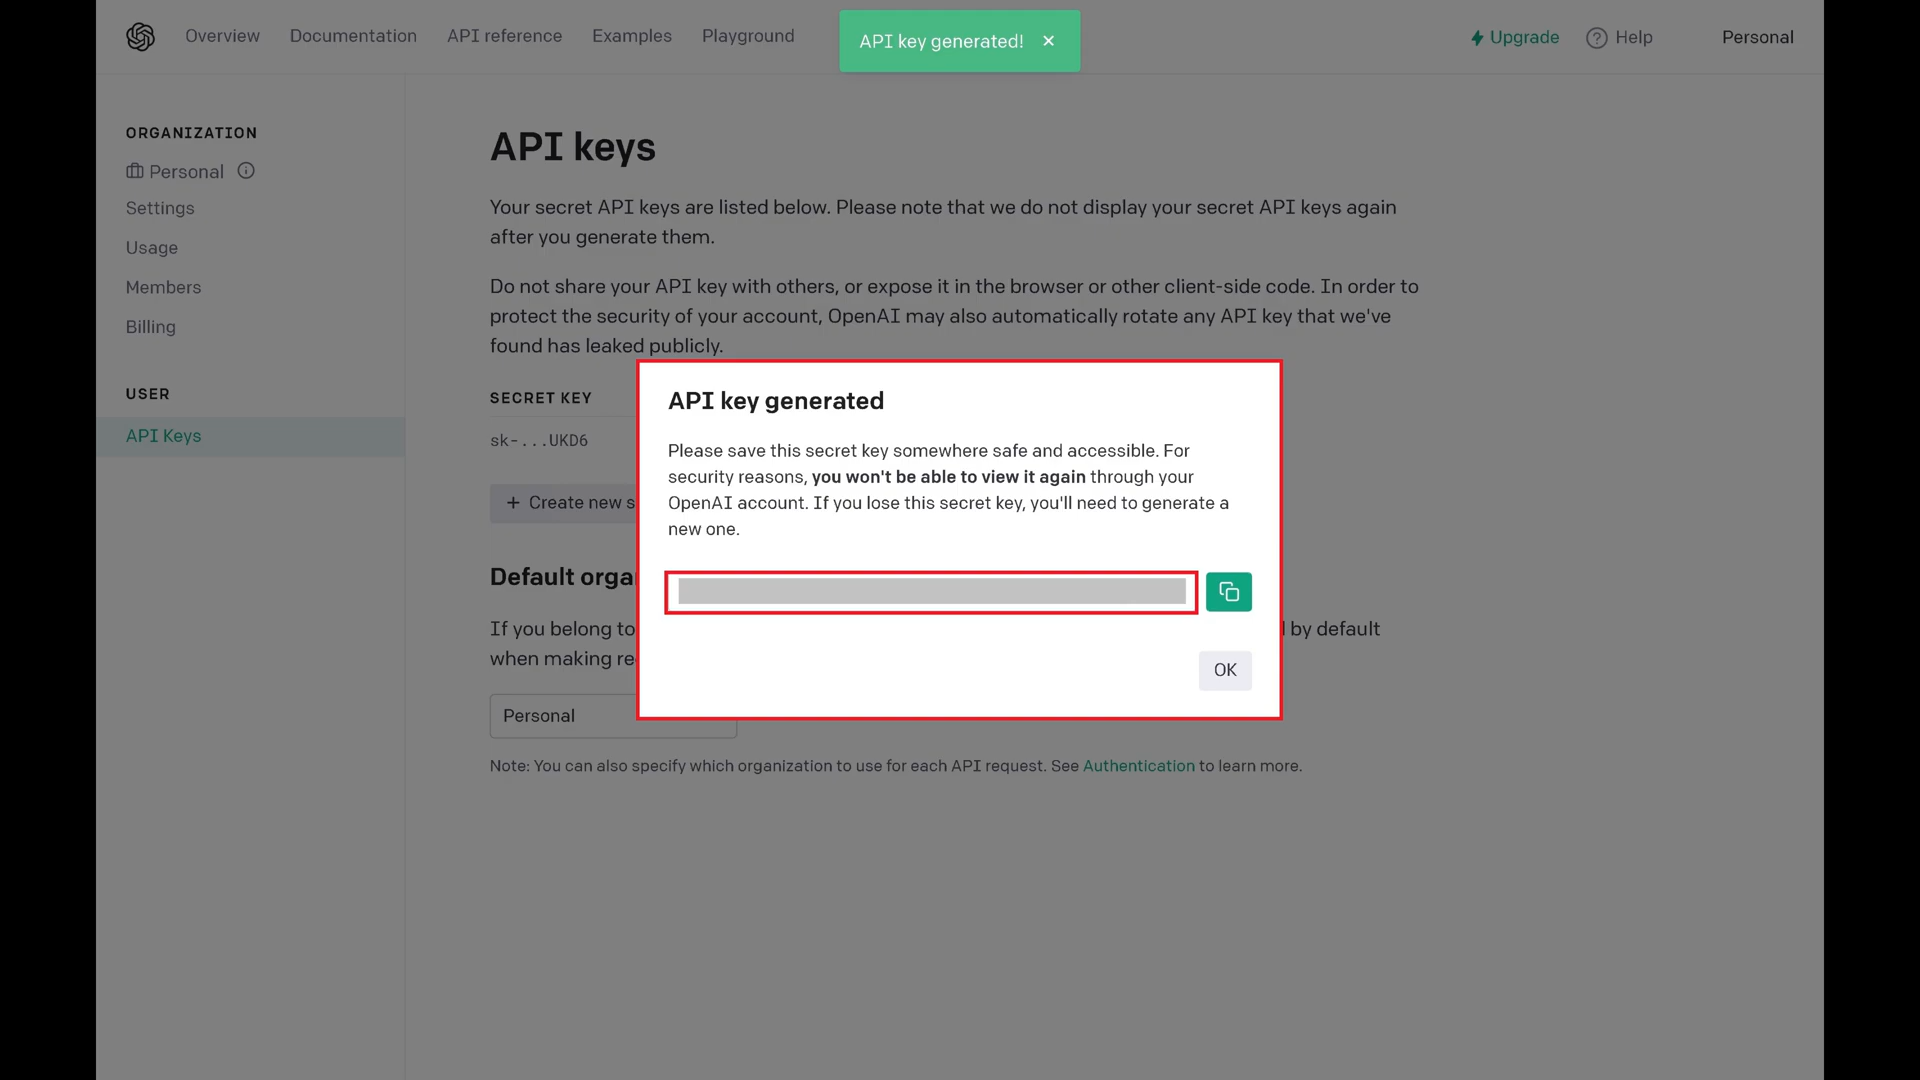 Overview Documentation API reference Examples Playground
API key generated! ×
Upgrade Help Personal
ORGANIZATION
Personal
Settings
Usage
Members
Billing
USER
API Keys
API keys
Your secret API keys are listed below. Please note that we do not display your secret API keys again
after you generate them.
Do not share your API key with others, or expose it in the browser or other client-side code. In order to
protect the security of your account, OpenAI may also automatically rotate any API key that we've
found has leaked publicly.
SECRET KEY
sk-...UKD6
+ Create new s
Default orga
If you belong to
by default
when making re
Personal
Note: You can also specify which organization to use for each API request. See Authentication to learn more.
API key generated
Please save this secret key somewhere safe and accessible. For
security reasons, you won't be able to view it again through your
OpenAI account. If you lose this secret key, you'll need to generate a
new one.
OK